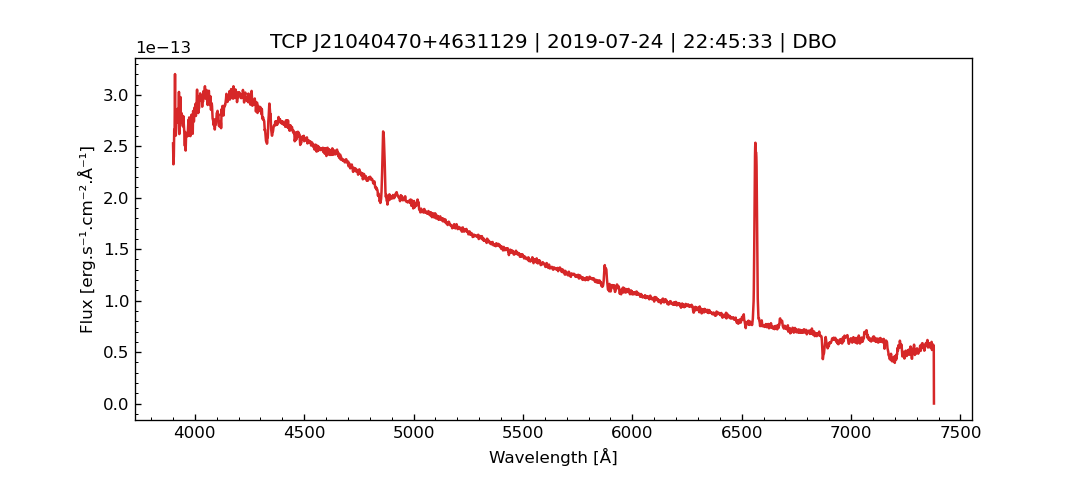 TCP J21040470+4631129 | 2019-07-24 | 22:45:33 | DBO
1e−13
3.0
2.5
2.0
1.5
1.0
0.5
0.0
Flux [erg.s⁻¹.cm⁻².Å⁻¹]
4000 4500 5000 5500 6000 6500 7000 7500
Wavelength [Å]